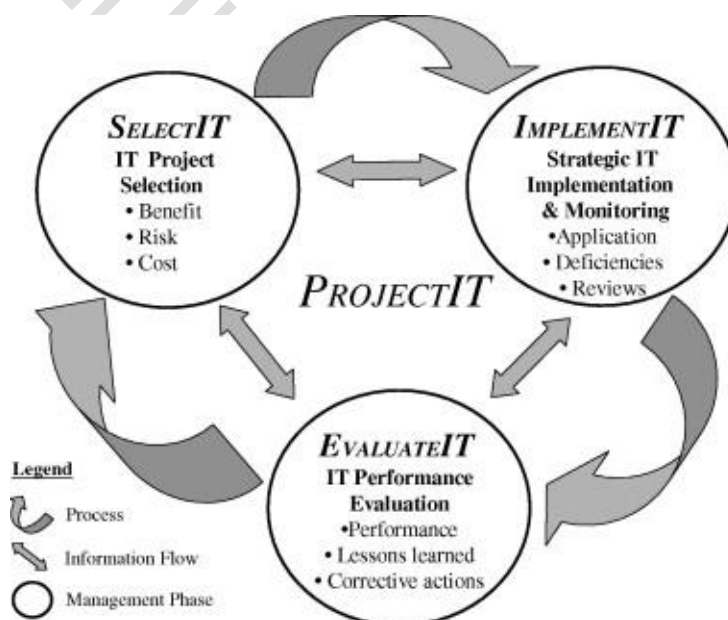 SELECTIT
IT Project
Selection
• Benefit
• Risk
• Cost
IMPLEMENTIT
Strategic IT
Implementation
& Monitoring
•Application
• Deficiencies
• Reviews
PROJECTIT
EVALUATEIT
IT Performance
Evaluation
•Performance
• Lessons learned
• Corrective actions
Legend
Process
Information Flow
Management Phase